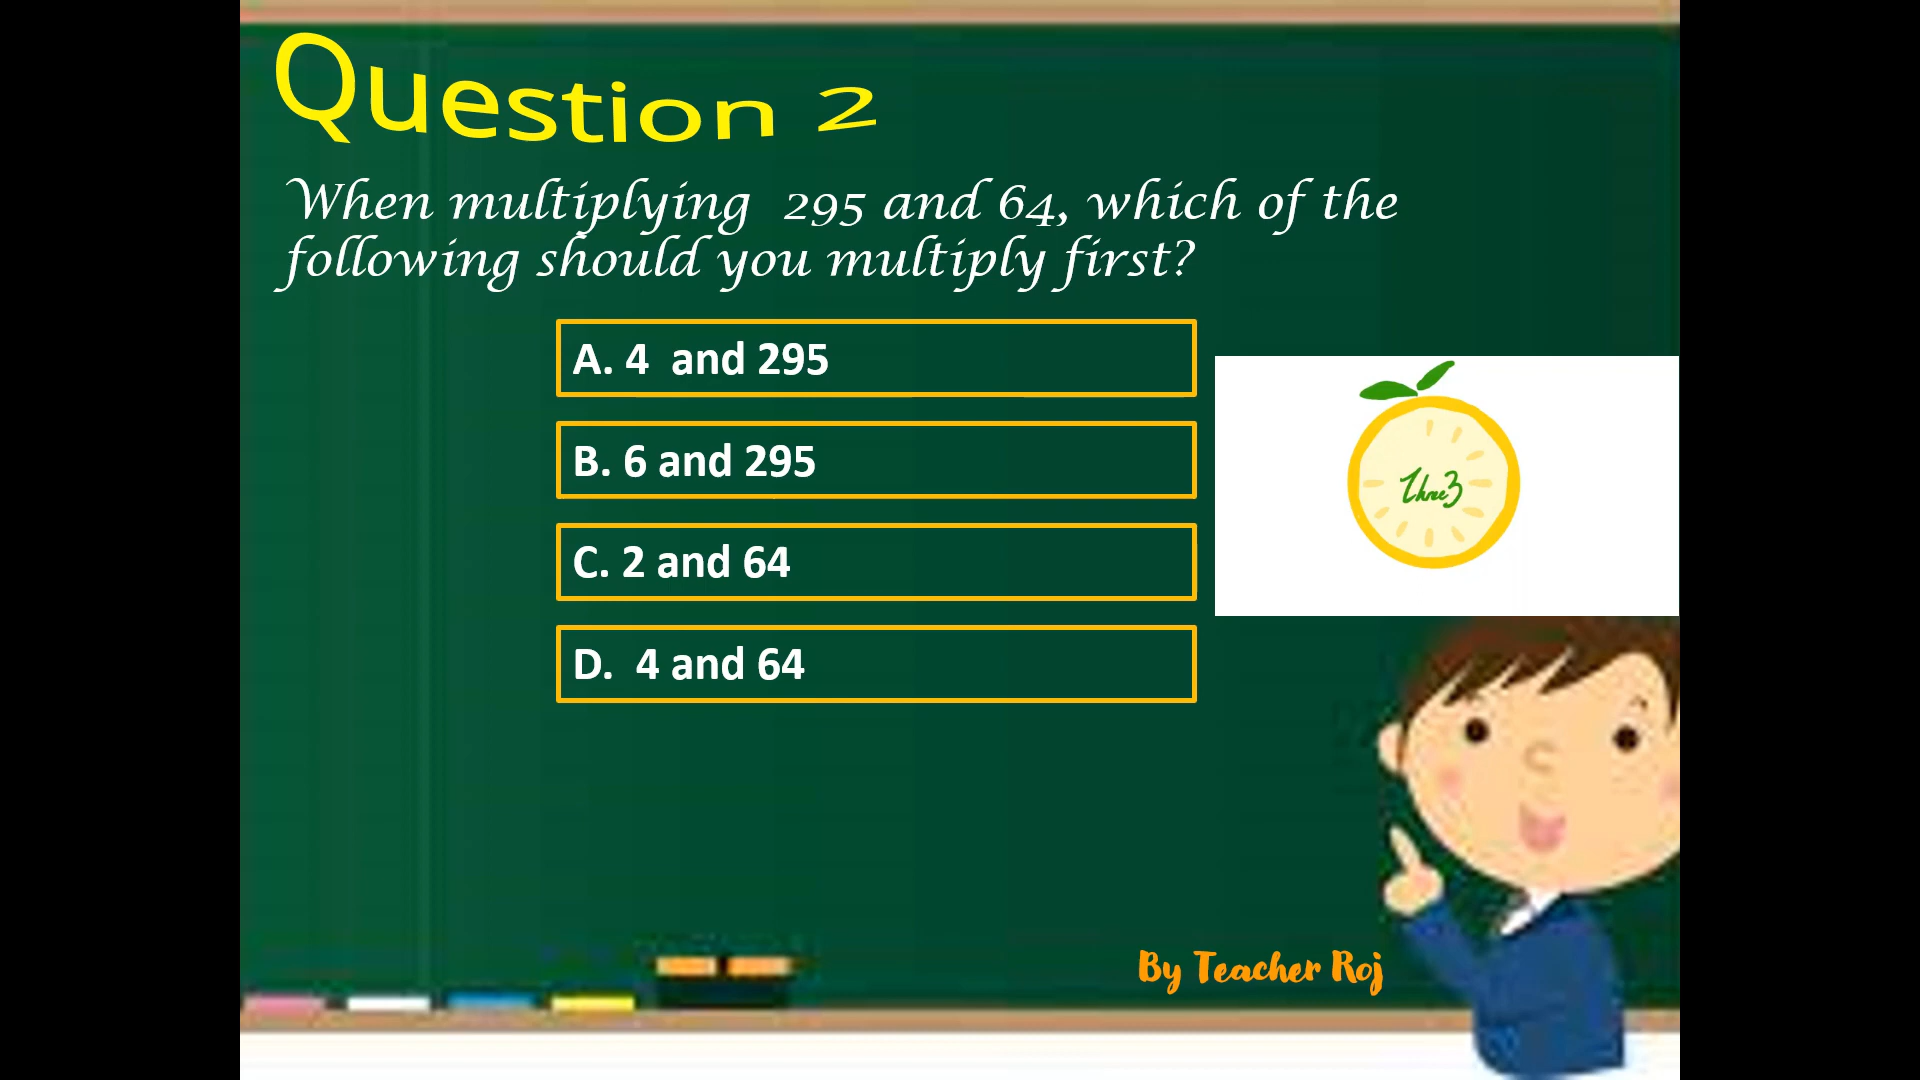 Question 2
When multiplying  295 and 64, which of the
following should you multiply first?
A. 4  and 295
B. 6 and 295
C. 2 and 64
D.  4 and 64
Three3
By Teacher Roj